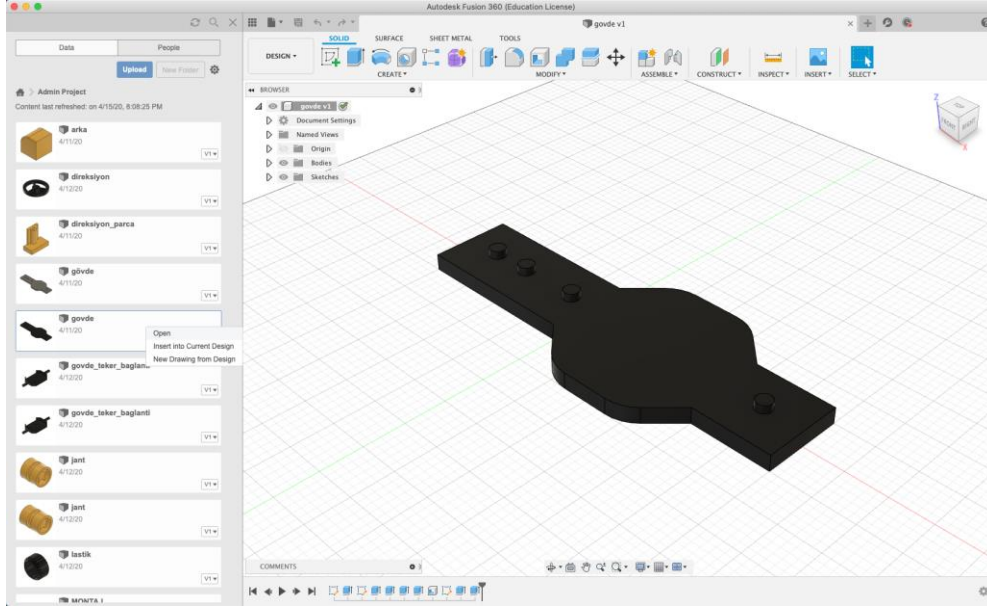 Autodesk Fusion 360 (Education License)
govde v1
Data
People
Upload
New Folder
Admin Project
Content last refreshed: on 4/15/20, 8:08:25 PM
arka
4/11/20
V1
direksiyon
4/12/20
V1
direksiyon_parca
4/11/20
V1
gövde
4/11/20
V1
govde
4/11/20
Open
Insert into Current Design
New Drawing from Design
govde_teker_baglant
4/12/20
V1
govde_teker_baglanti
4/12/20
V1
jant
4/12/20
V1
jant
4/12/20
V1
lastik
4/12/20
V1
MONTAJ
DESIGN
SOLID
SURFACE
SHEET METAL
TOOLS
CREATE
MODIFY
ASSEMBLE
CONSTRUCT
INSPECT
INSERT
SELECT
BROWSER
govde v1
Document Settings
Named Views
Origin
Bodies
Sketches
Z
TOP
FRONT
RIGHT
X
COMMENTS